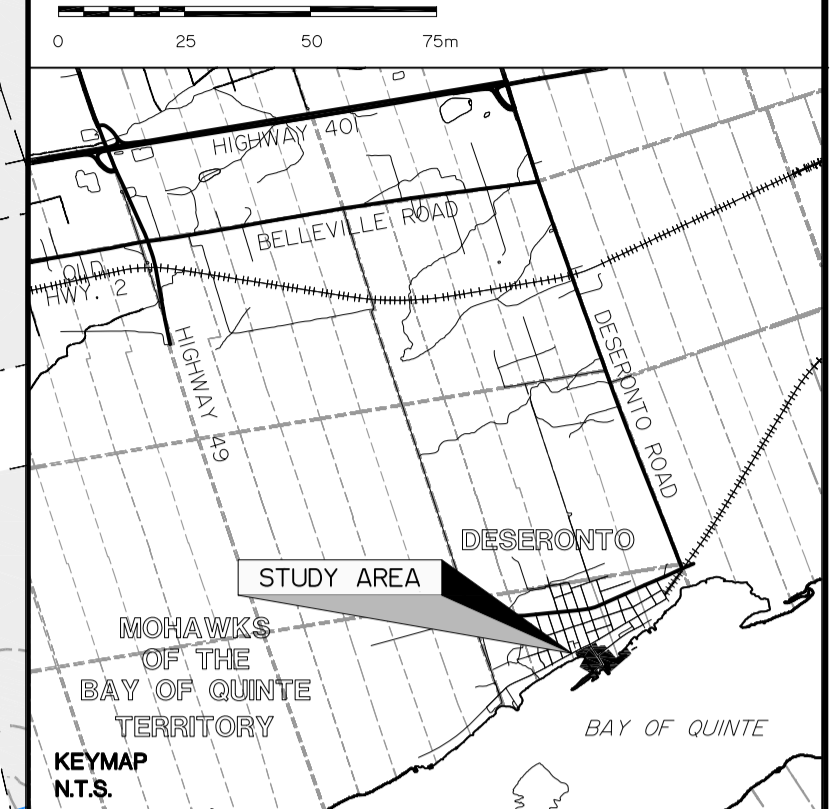 0 25 50 75m
HIGHWAY 401
BELLEVILLE ROAD
OLD
HWY. 2
HIGHWAY 49
DESERONTO ROAD
DESERONTO
STUDY AREA
MOHAWKS
OF THE
BAY OF QUINTE
TERRITORY
BAY OF QUINTE
KEYMAP
N.T.S.